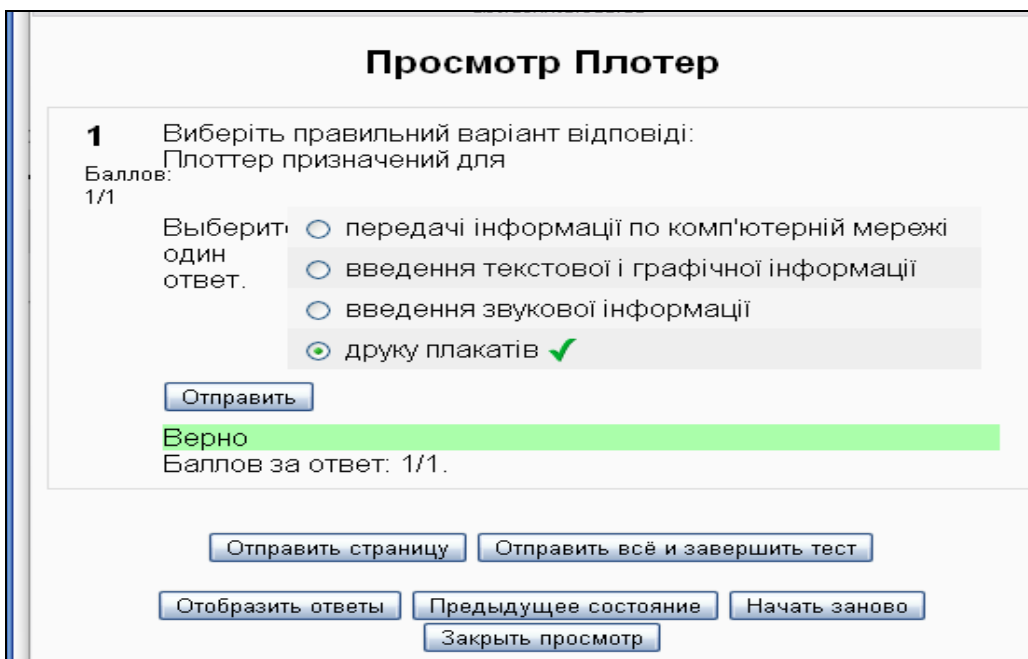 Просмотр Плотер
1
Виберіть правильний варіант відповіді:
Плоттер призначений для
Баллов:
1/1
Выберите
один
ответ.
передачі інформації по комп'ютерній мережі
введення текстової і графічної інформації
введення звукової інформації
друку плакатів
Отправить
Верно
Баллов за ответ: 1/1.
Отправить страницу
Отправить всё и завершить тест
Отобразить ответы
Предыдущее состояние
Начать заново
Закрыть просмотр